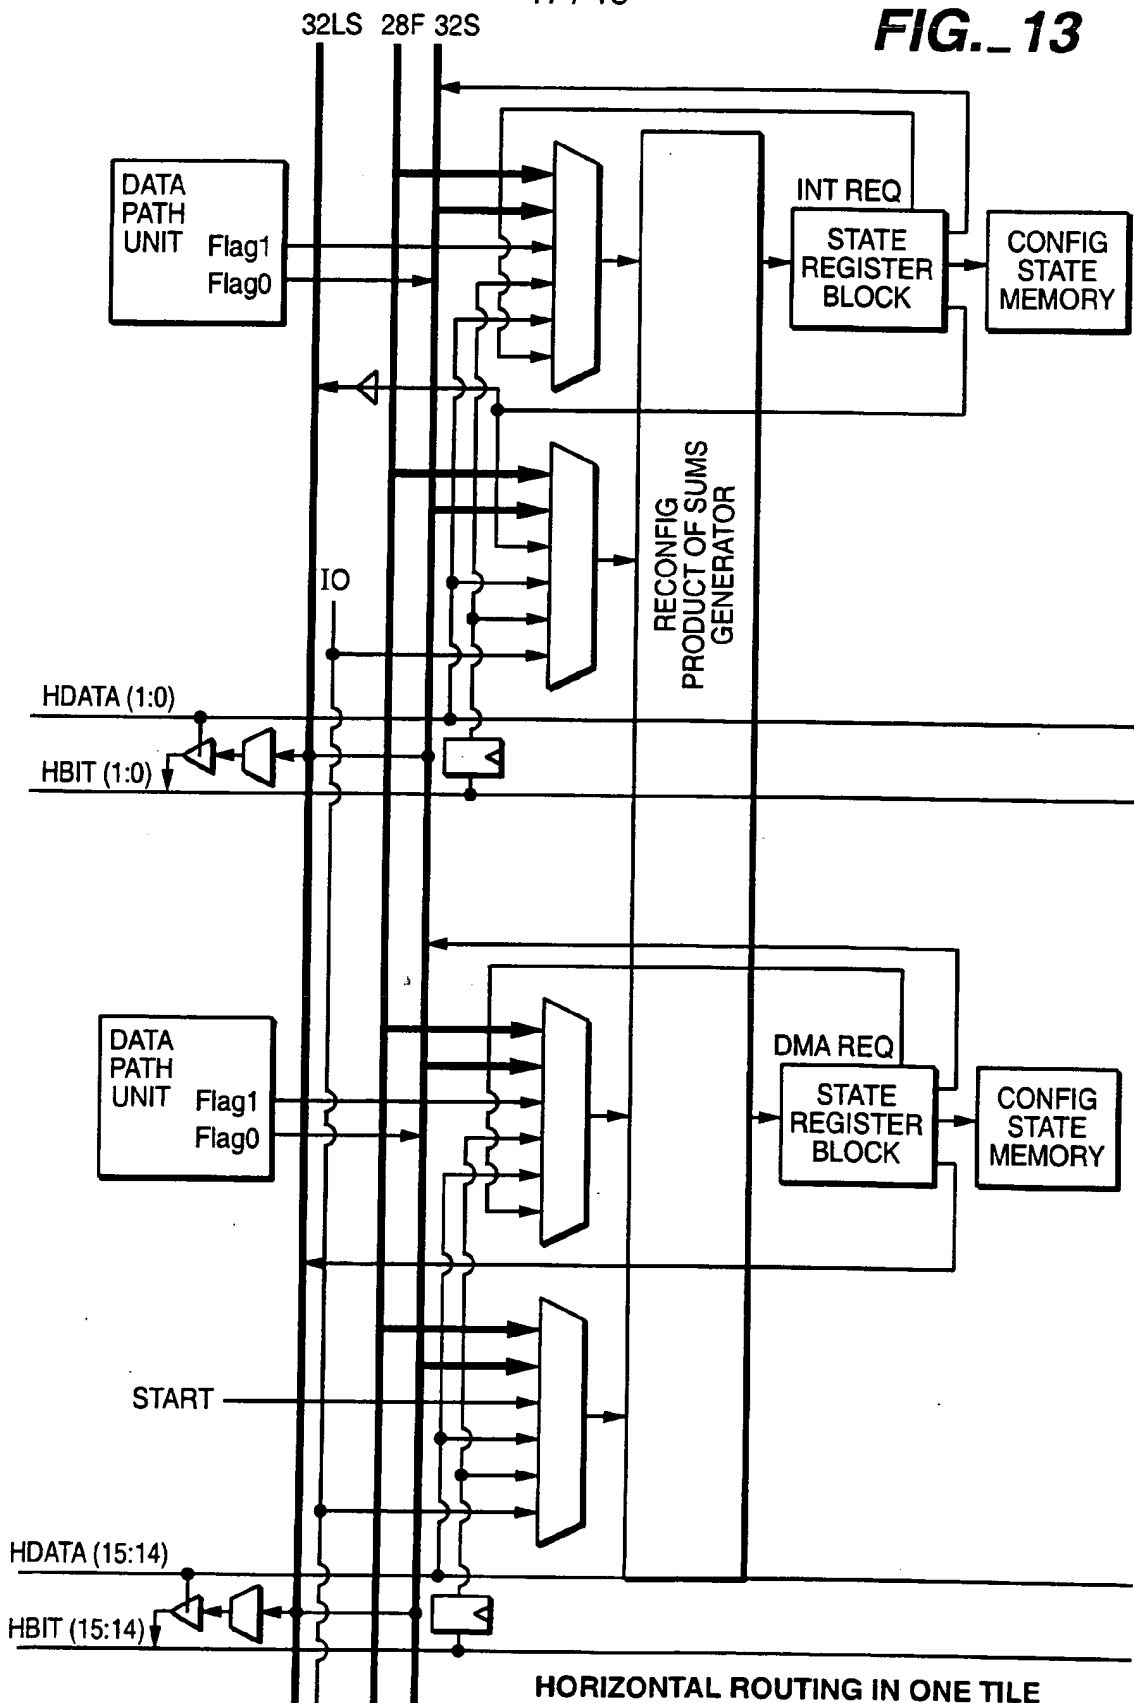 FIG._13
32LS 28F 32S
DATA
PATH
UNIT
Flag1
Flag0
INT REQ
STATE
REGISTER
BLOCK
CONFIG
STATE
MEMORY
RECONFIG
PRODUCT OF SUMS
GENERATOR
IO
HDATA (1:0)
HBIT (1:0)
DATA
PATH
UNIT
Flag1
Flag0
DMA REQ
STATE
REGISTER
BLOCK
CONFIG
STATE
MEMORY
START
HDATA (15:14)
HBIT (15:14)
HORIZONTAL ROUTING IN ONE TILE